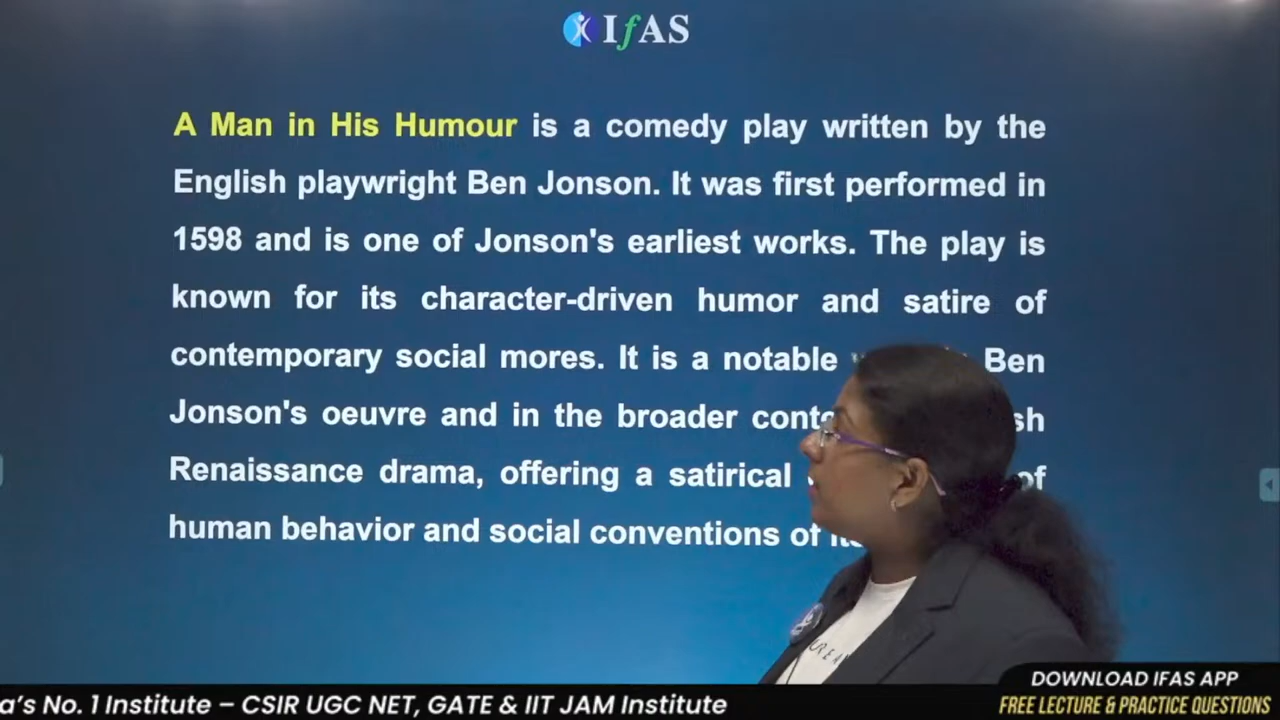 IfAS
A Man in His Humour is a comedy play written by the
English playwright Ben Jonson. It was first performed in
1598 and is one of Jonson's earliest works. The play is
known for its character-driven humor and satire of
contemporary social mores. It is a notable Ben
Jonson's oeuvre and in the broader
Renaissance drama, offering a satirical of
human behavior and social conventions of
a's No. 1 Institute – CSIR UGC NET, GATE & IIT JAM Institute
DOWNLOAD IFAS APP
FREE LECTURE & PRACTICE QUESTIONS